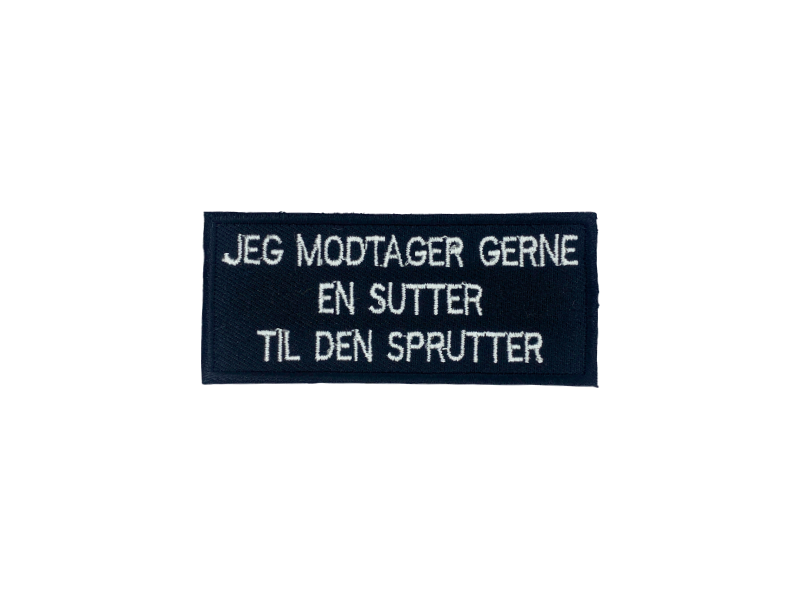 JEG MODTAGER GERNE
EN SUTTER
TIL DEN SPRUTTER